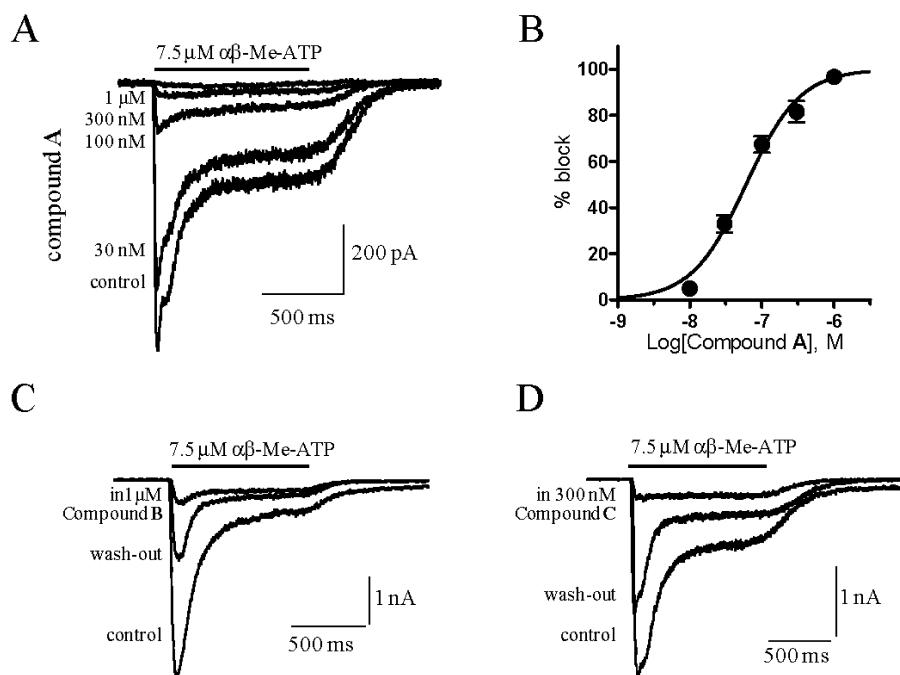 A
7.5 μM αβ-Me-ATP
1 μM
300 nM
100 nM
30 nM
control
compound A
200 pA
500 ms
B
100
80
60
40
20
0
% block
-9
-8
-7
-6
Log[Compound A], M
C
7.5 μM αβ-Me-ATP
in1 μM
Compound B
wash-out
control
1 nA
500 ms
D
7.5 μM αβ-Me-ATP
in 300 nM
Compound C
wash-out
control
1 nA
500 ms